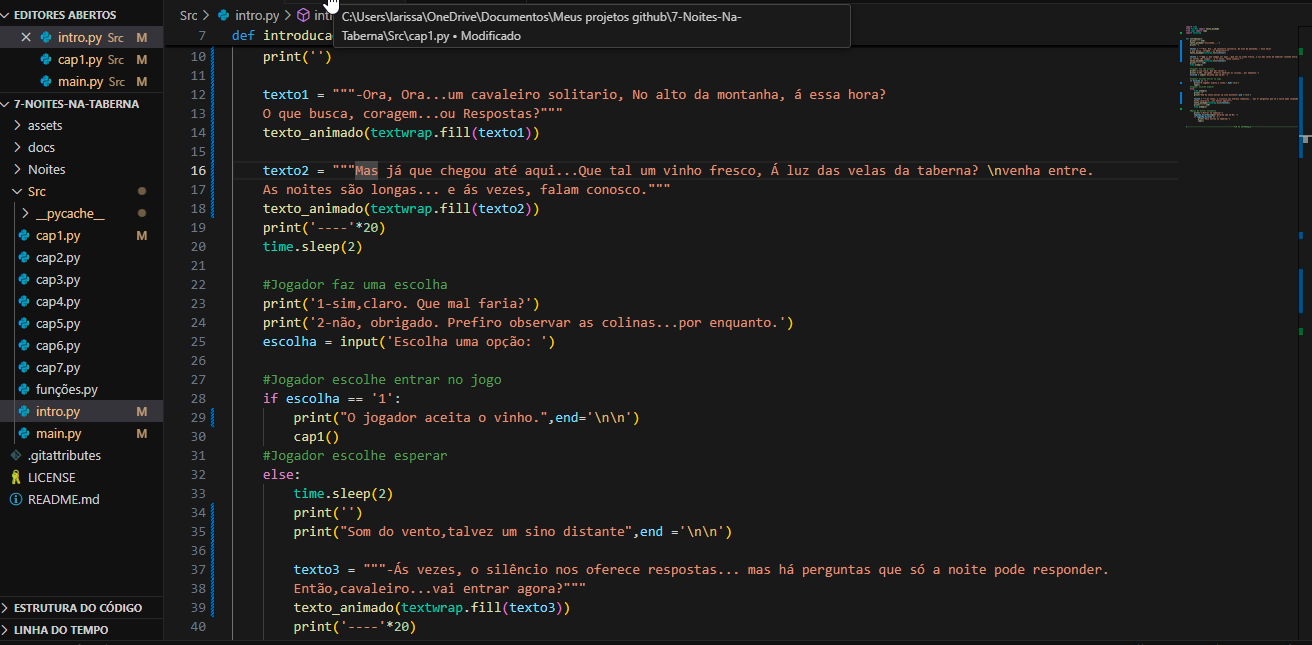 EDITORES ABERTOS
intro.py Src M
cap1.py Src M
main.py Src M
7-NOITES-NA-TABERNA
assets
docs
Noites
Src
__pycache__
cap1.py M
cap2.py
cap3.py
cap4.py
cap5.py
cap6.py
cap7.py
funções.py
intro.py M
main.py M
.gitattributes
LICENSE
README.md
ESTRUTURA DO CÓDIGO
LINHA DO TEMPO
Src > intro.py > int
C:\Users\larissa\OneDrive\Documentos\Meus projetos github\7-Noites-Na-
Taberna\Src\cap1.py • Modificado
7 def introduca
10 print('')
11
12 texto1 = """-Ora, Ora...um cavaleiro solitario, No alto da montanha, á essa hora?
13 O que busca, coragem...ou Respostas?"""
14 texto_animado(textwrap.fill(texto1))
15
16 texto2 = """Mas já que chegou até aqui...Que tal um vinho fresco, Á luz das velas da taberna? \nvenha entre.
17 As noites são longas... e ás vezes, falam conosco."""
18 texto_animado(textwrap.fill(texto2))
19 print('----'*20)
20 time.sleep(2)
21
22 #Jogador faz uma escolha
23 print('1-sim,claro. Que mal faria?')
24 print('2-não, obrigado. Prefiro observar as colinas...por enquanto.')
25 escolha = input('Escolha uma opção: ')
26
27 #Jogador escolhe entrar no jogo
28 if escolha == '1':
29 print("O jogador aceita o vinho.",end='\n\n')
30 cap1()
31 #Jogador escolhe esperar
32 else:
33 time.sleep(2)
34 print('')
35 print("Som do vento,talvez um sino distante",end ='\n\n')
36
37 texto3 = """-Ás vezes, o silêncio nos oferece respostas... mas há perguntas que só a noite pode responder.
38 Então,cavaleiro...vai entrar agora?"""
39 texto_animado(textwrap.fill(texto3))
40 print('----'*20)